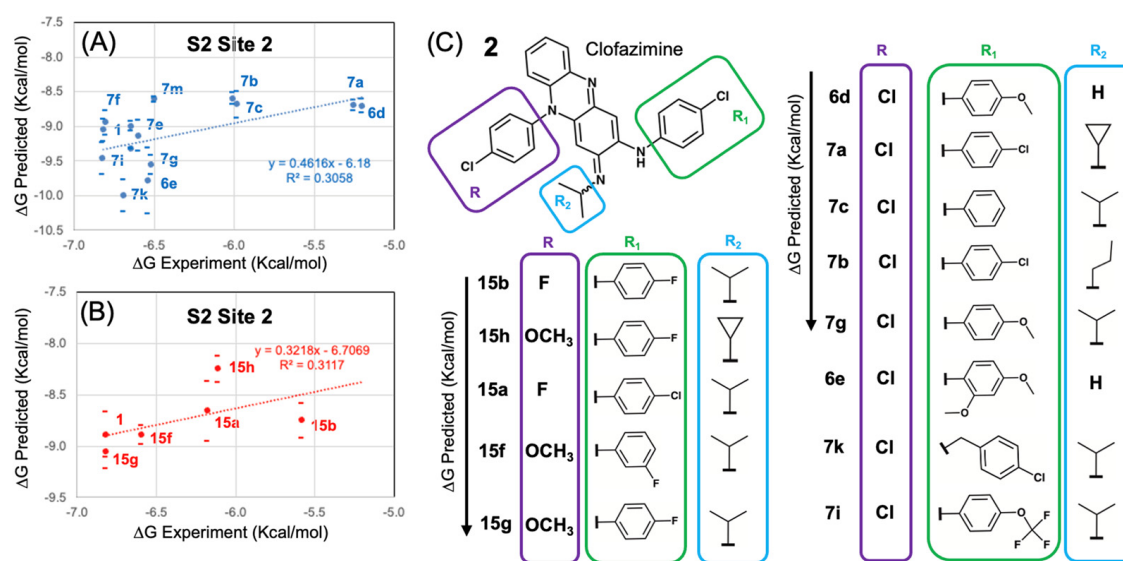 (A)
S2 Site 2
ΔG Predicted (Kcal/mol)
-7.5
-8.0
-8.5
-9.0
-9.5
-10.0
-10.5
7f
7m
7b
7a
1
7e
7c
6d
7i
7g
6e
7k
y = 0.4616x - 6.18
R² = 0.3058
-7.0
-6.5
-6.0
-5.5
-5.0
ΔG Experiment (Kcal/mol)
(B)
S2 Site 2
ΔG Predicted (Kcal/mol)
-7.5
-8.0
-8.5
-9.0
-9.5
y = 0.3218x - 6.7069
R² = 0.3117
15h
1
15f
15a
15b
15g
-7.0
-6.5
-6.0
-5.5
-5.0
ΔG Experiment (Kcal/mol)
(C)
2
Clofazimine
N
N
Cl
R
Cl
R₁
N
H
N
R₂
R
R₁
R₂
ΔG Predicted (Kcal/mol)
15b
F
F
15h
OCH₃
F
15a
F
Cl
15f
OCH₃
F
15g
OCH₃
F
R
R₁
R₂
ΔG Predicted (Kcal/mol)
6d
Cl
O
H
7a
Cl
Cl
7c
Cl
7b
Cl
Cl
7g
Cl
O
6e
Cl
O
O
H
7k
Cl
Cl
7i
Cl
O
F
F
F